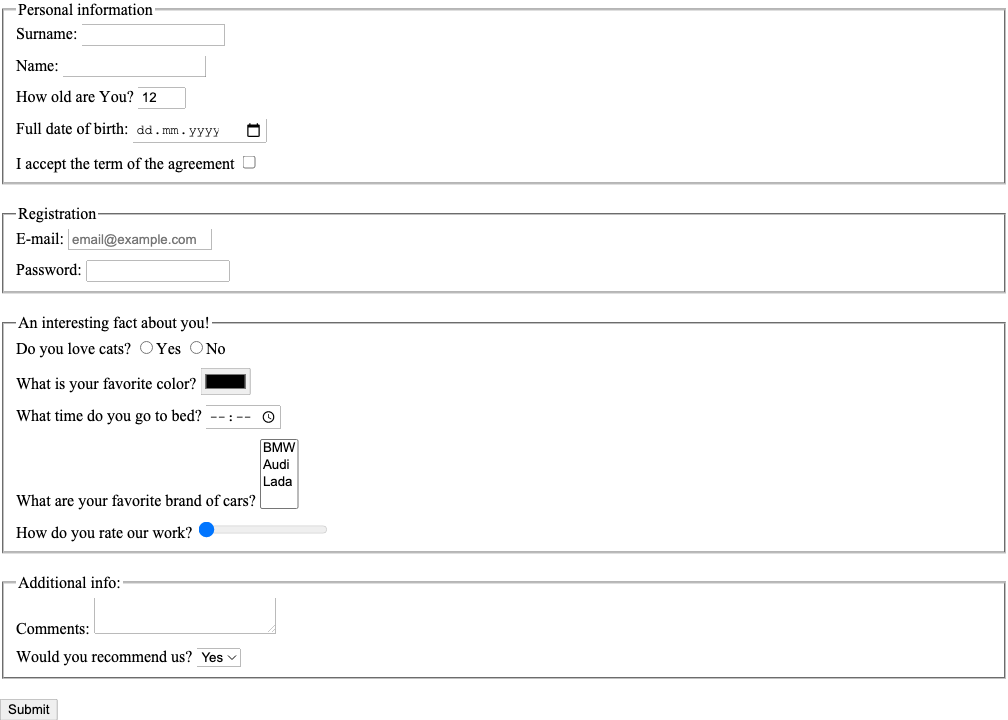 Personal information
Surname:
Name:
How old are You? 12
Full date of birth: dd.mm.yyyy
I accept the term of the agreement
Registration
E-mail: email@example.com
Password:
An interesting fact about you!
Do you love cats? Yes No
What is your favorite color?
What time do you go to bed? --:--
BMW
Audi
Lada
What are your favorite brand of cars?
How do you rate our work?
Additional info:
Comments:
Would you recommend us? Yes
Submit